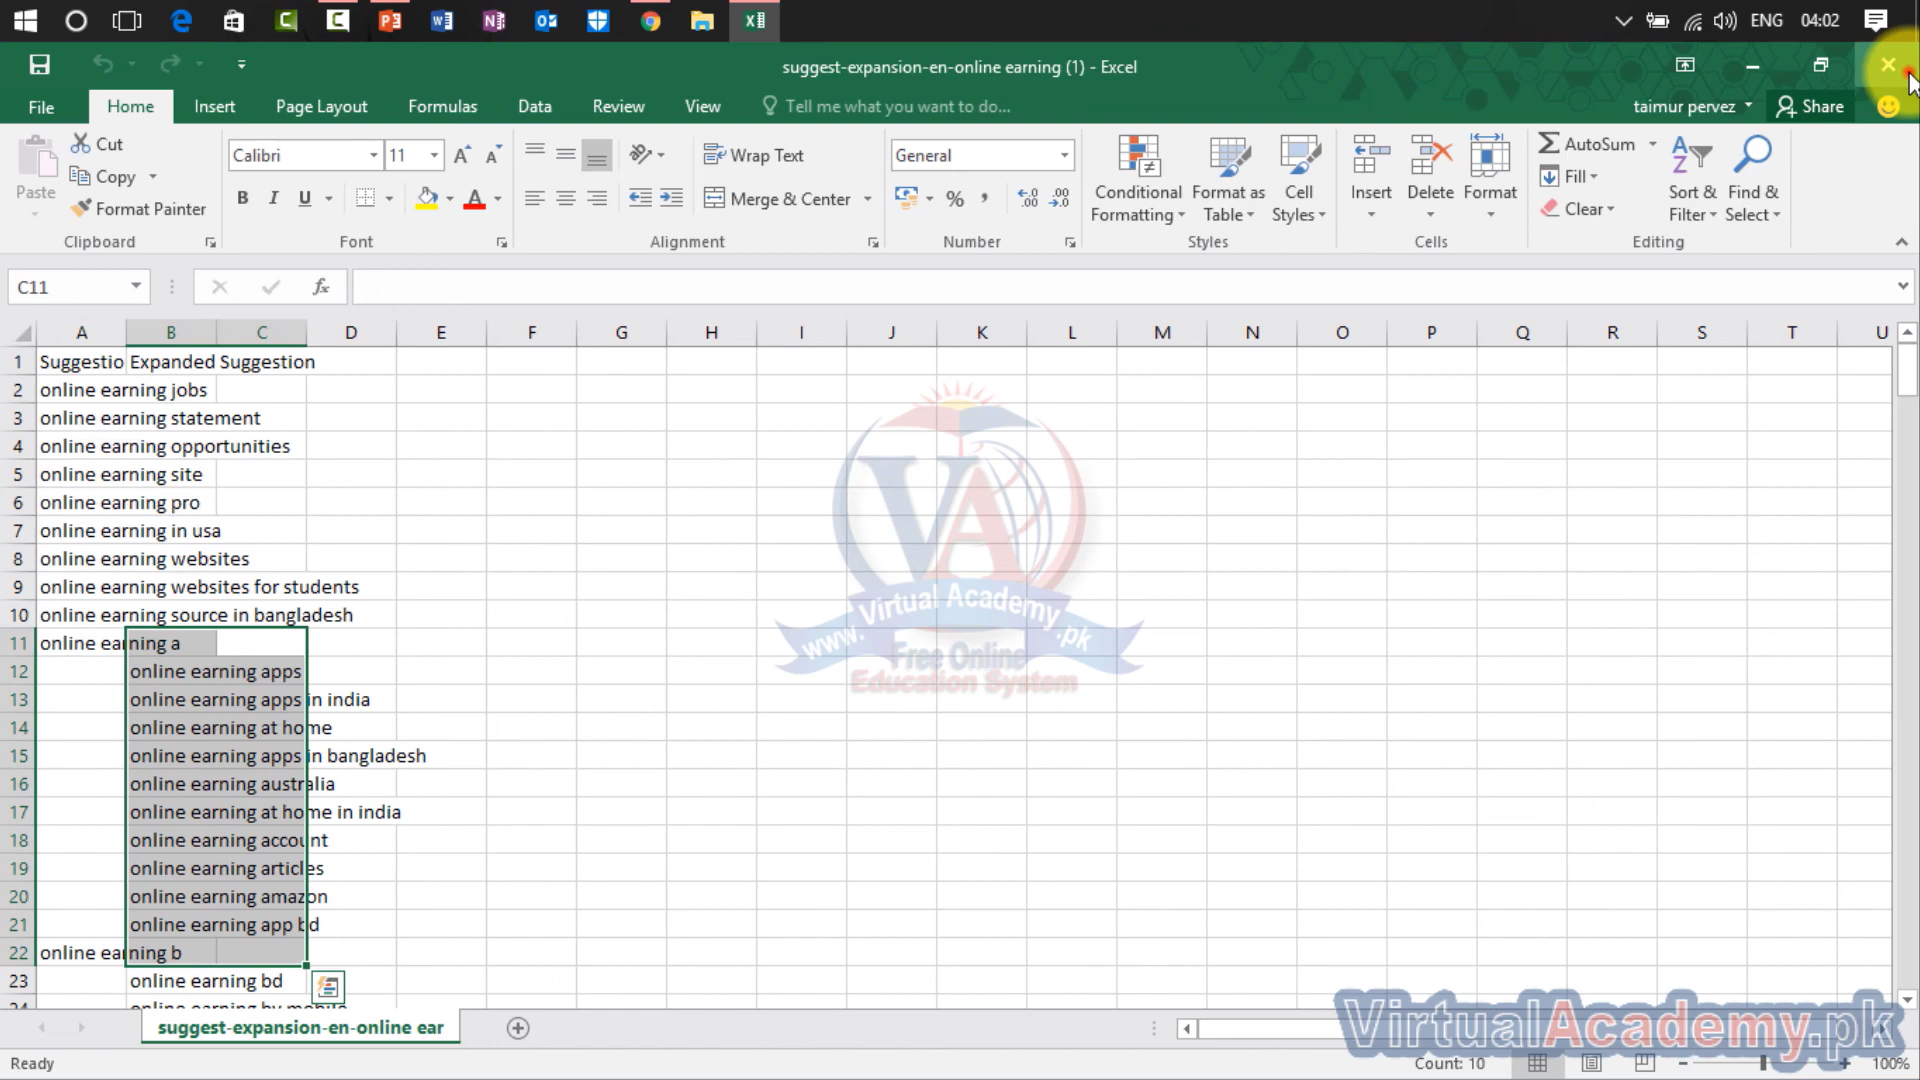 ENG 04:02
suggest-expansion-en-online earning (1) - Excel
File Home Insert Page Layout Formulas Data Review View Tell me what you want to do... taimur pervez Share
Cut
Copy
Format Painter
Paste
Clipboard
Calibri 11
B I U A
Font
Wrap Text
Merge & Center
Alignment
General
%
Number
Conditional Formatting
Format as Table
Cell Styles
Styles
Insert Delete Format
Cells
AutoSum
Fill
Clear
Sort & Filter
Find & Select
Editing
C11 fx
A B C D E F G H I J K L M N O P Q R S T U
1 Suggestio Expanded Suggestion
2 online earning jobs
3 online earning statement
4 online earning opportunities
5 online earning site
6 online earning pro
7 online earning in usa
8 online earning websites
9 online earning websites for students
10 online earning source in bangladesh
11 online earning a
12 online earning apps
13 online earning apps in india
14 online earning at home
15 online earning apps in bangladesh
16 online earning australia
17 online earning at home in india
18 online earning account
19 online earning articles
20 online earning amazon
21 online earning app bd
22 online earning b
23 online earning bd
24 online earning by mobile
VA
www.VirtualAcademy.pk
Free Online
Education System
suggest-expansion-en-online ear
VirtualAcademy.pk
Ready Count: 10 100%